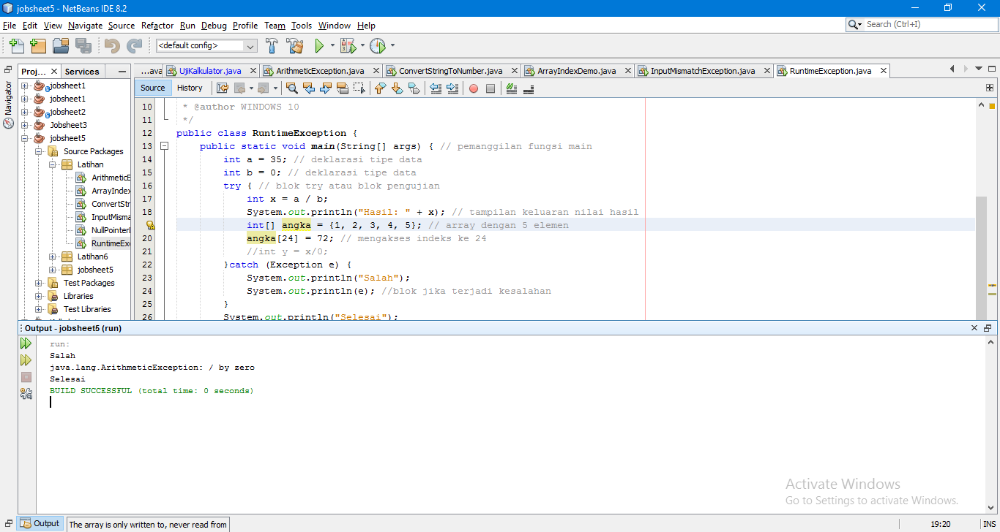 jobsheet5 - NetBeans IDE 8.2
File Edit View Navigate Source Refactor Run Debug Profile Team Tools Window Help
Search (Ctrl+I)
<default config>
Navigator
Proj... Services
jobsheet1
jobsheet1
jobsheet2
Jobsheet3
jobsheet5
Source Packages
Latihan
ArithmeticE
ArrayIndex
ConvertStr
InputMisma
NullPointerl
RuntimeEx
Latihan6
jobsheet5
Test Packages
Libraries
Test Libraries
...ava UjiKalkulator.java ArithmeticException.java ConvertStringToNumber.java ArrayIndexDemo.java InputMismatchException.java RuntimeException.java
Source History
10 * @author WINDOWS 10
11 */
12 public class RuntimeException {
13 public static void main(String[] args) { // pemanggilan fungsi main
14 int a = 35; // deklarasi tipe data
15 int b = 0; // deklarasi tipe data
16 try { // blok try atau blok pengujian
17 int x = a / b;
18 System.out.println("Hasil: " + x); // tampilan keluaran nilai hasil
int[] angka = {1, 2, 3, 4, 5}; // array dengan 5 elemen
20 angka[24] = 72; // mengakses indeks ke 24
21 //int y = x/0;
22 }catch (Exception e) {
23 System.out.println("Salah");
24 System.out.println(e); //blok jika terjadi kesalahan
25 }
26 System.out.println("Selesai");
Output - jobsheet5 (run)
run:
Salah
java.lang.ArithmeticException: / by zero
Selesai
BUILD SUCCESSFUL (total time: 0 seconds)
Activate Windows
Go to Settings to activate Windows.
Output The array is only written to, never read from 19:20 INS